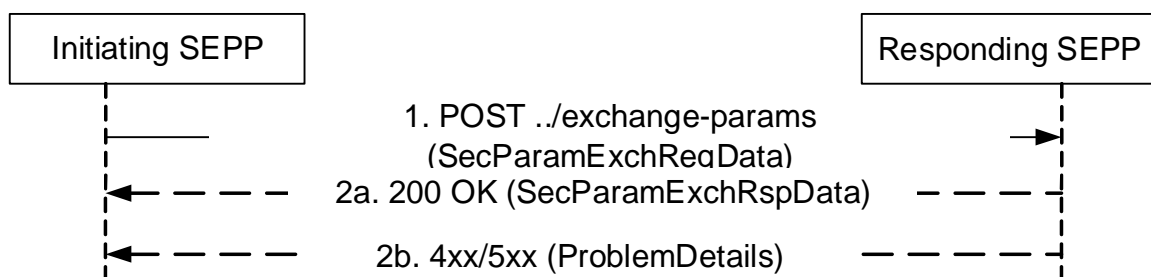 Initiating SEPP
Responding SEPP
1. POST ../exchange-params
(SecParamExchReqData)
2a. 200 OK (SecParamExchRspData)
2b. 4xx/5xx (ProblemDetails)